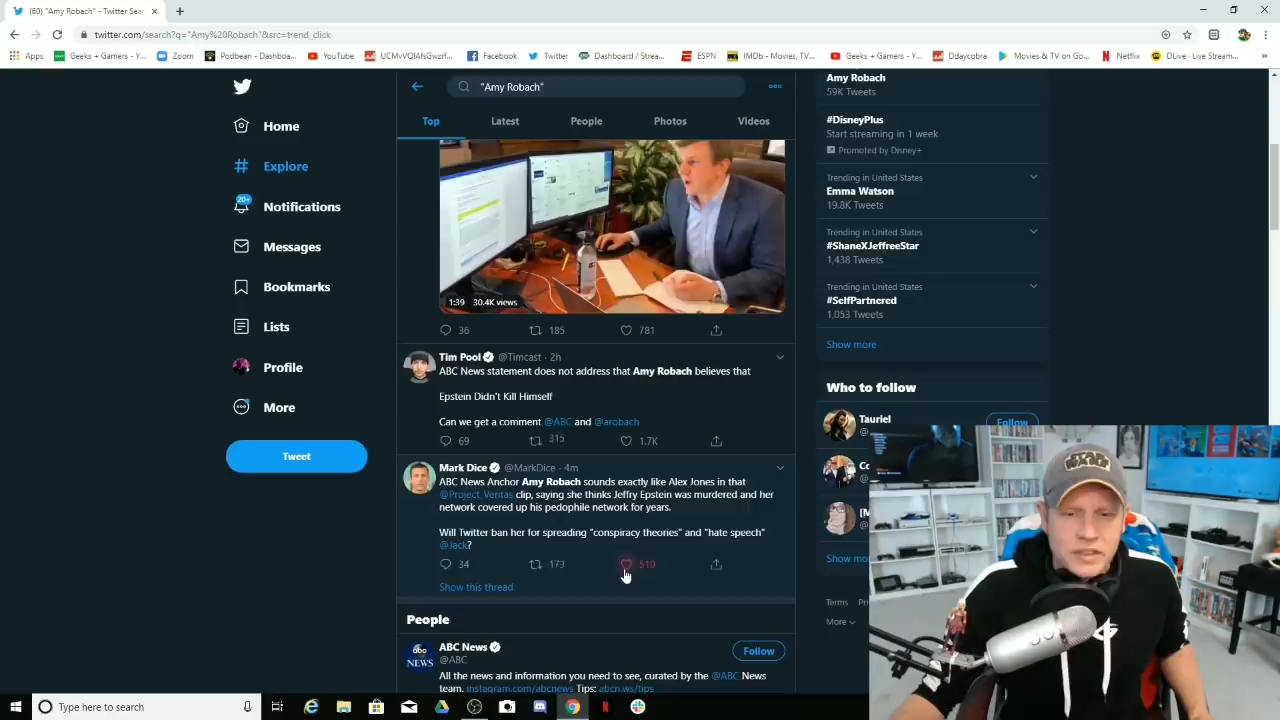 (60) "Amy Robach" - Twitter Sea
twitter.com/search?q="Amy%20Robach"&src=trend_click
Apps
Geeks + Gamers - Y...
Zoom
Podbean - Dashboar...
YouTube
Facebook
Twitter
Dashboard / Strea...
ESPN
IMDb - Movies, TV...
Geeks + Gamers - Y...
Ddaycobra
Movies & TV on Go...
Netflix
DLive · Live Stream...
Home
Explore
20+
Notifications
Messages
Bookmarks
Lists
Profile
More
Tweet
"Amy Robach"
Top
Latest
People
Photos
Videos
1:39 30.4K views
36 185 781
Tim Pool @Timcast · 2h
ABC News statement does not address that Amy Robach believes that
Epstein Didn't Kill Himself
Can we get a comment @ABC and @arobach
69 315 1.7K
Mark Dice @MarkDice · 4m
ABC News Anchor Amy Robach sounds exactly like Alex Jones in that
@Project_Veritas clip, saying she thinks Jeffry Epstein was murdered and her
network covered up his pedophile network for years.
Will Twitter ban her for spreading "conspiracy theories" and "hate speech"
@Jack?
34 173 510
Show this thread
People
ABC News
@ABC
Follow
abc NEWS
All the news and information you need to see, curated by the @ABC News
team. instagram.com/abcnews Tips: abcn.ws/tips
Amy Robach
59K Tweets
#DisneyPlus
Start streaming in 1 week
Promoted by Disney+
Trending in United States
Emma Watson
19.8K Tweets
Trending in United States
#ShaneXJeffreeStar
1,438 Tweets
Trending in United States
#SelfPartnered
1,053 Tweets
Show more
Who to follow
Tauriel
Follow
Show mo
Terms
More
STAR WARS
Type here to search